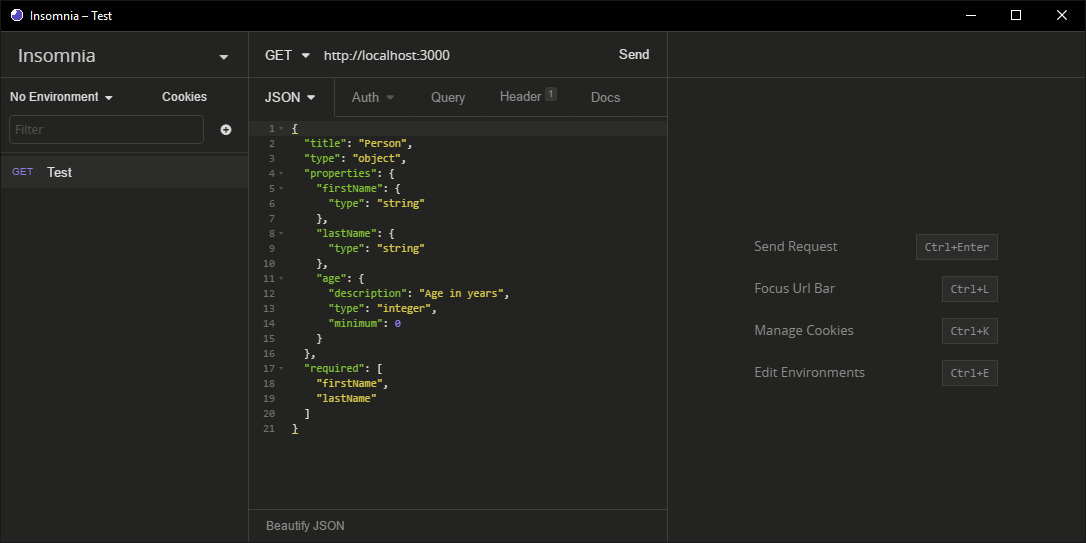 Insomnia – Test
Insomnia
GET http://localhost:3000 Send
No Environment Cookies
Filter
GET Test
JSON Auth Query Header 1 Docs
1 {
2 "title": "Person",
3 "type": "object",
4 "properties": {
5 "firstName": {
6 "type": "string"
7 },
8 "lastName": {
9 "type": "string"
10 },
11 "age": {
12 "description": "Age in years",
13 "type": "integer",
14 "minimum": 0
15 }
16 },
17 "required": [
18 "firstName",
19 "lastName"
20 ]
21 }
Beautify JSON
Send Request Ctrl+Enter
Focus Url Bar Ctrl+L
Manage Cookies Ctrl+K
Edit Environments Ctrl+E